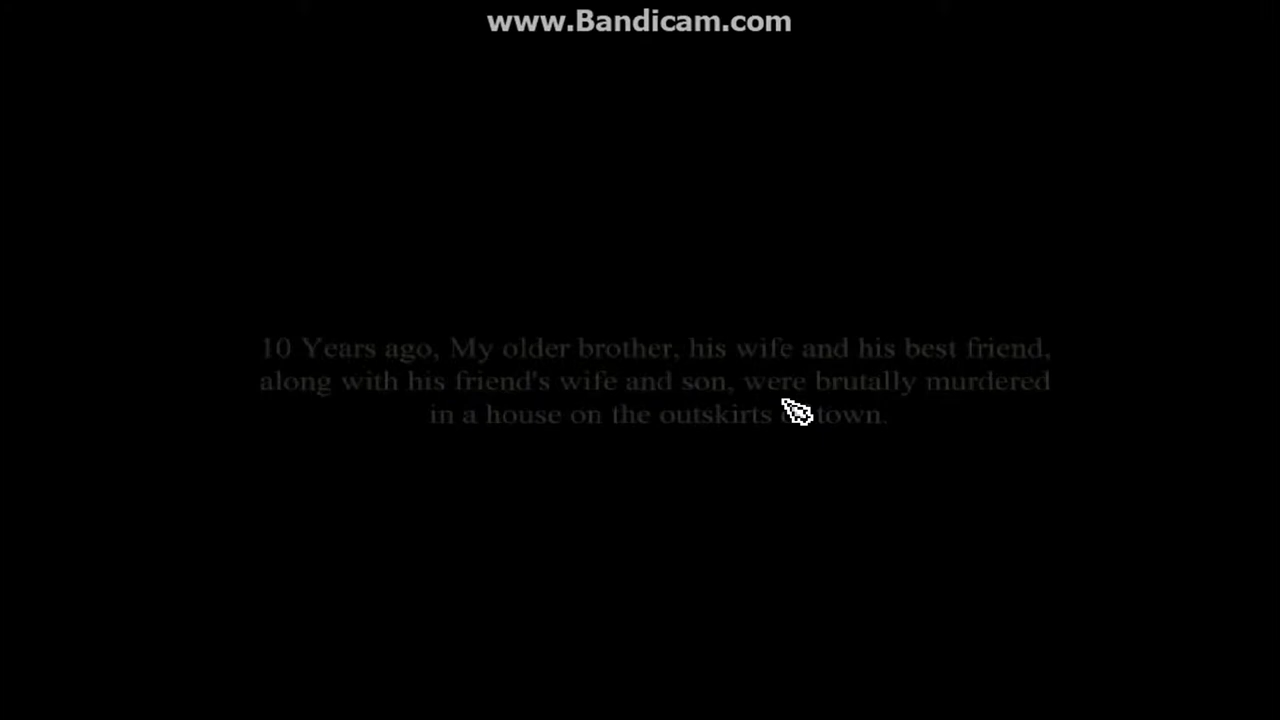 www.Bandicam.com
10 Years ago, My older brother, his wife and his best friend,
along with his friend's wife and son, were brutally murdered
in a house on the outskirts town.